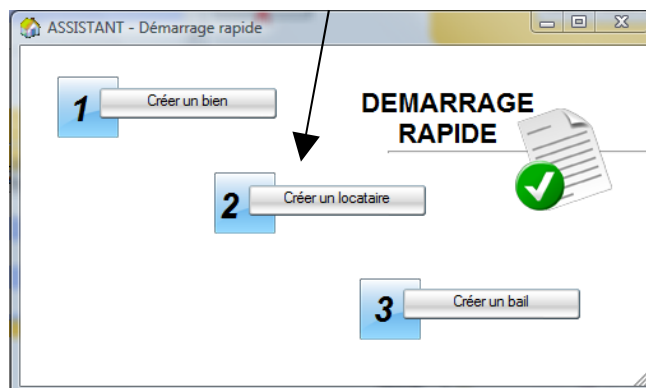 ASSISTANT - Démarrage rapide
1 Créer un bien
DEMARRAGE
RAPIDE
2 Créer un locataire
3 Créer un bail